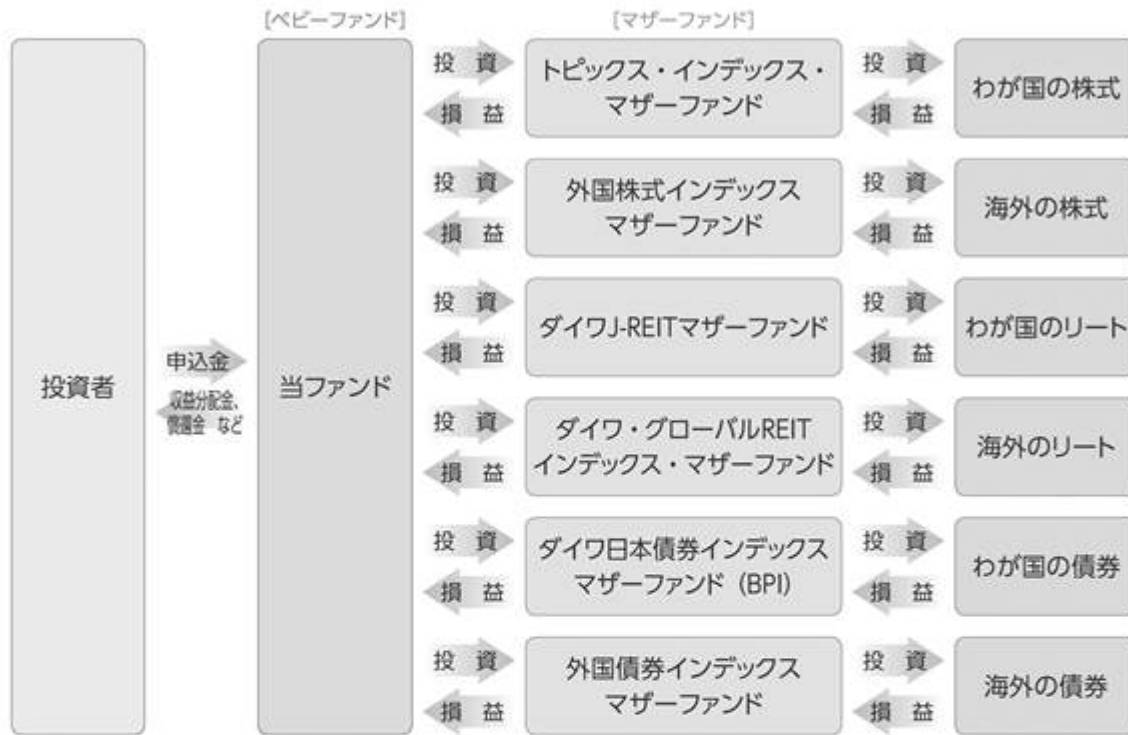 [ベビーファンド]
[マザーファンド]
投資者
申込金
収益分配金、
償還金 など
当ファンド
投 資
損 益
トピックス・インデックス・
マザーファンド
投 資
損 益
わが国の株式
投 資
損 益
外国株式インデックス
マザーファンド
投 資
損 益
海外の株式
投 資
損 益
ダイワJ-REITマザーファンド
投 資
損 益
わが国のリート
投 資
損 益
ダイワ・グローバルREIT
インデックス・マザーファンド
投 資
損 益
海外のリート
投 資
損 益
ダイワ日本債券インデックス
マザーファンド (BPI)
投 資
損 益
わが国の債券
投 資
損 益
外国債券インデックス
マザーファンド
投 資
損 益
海外の債券